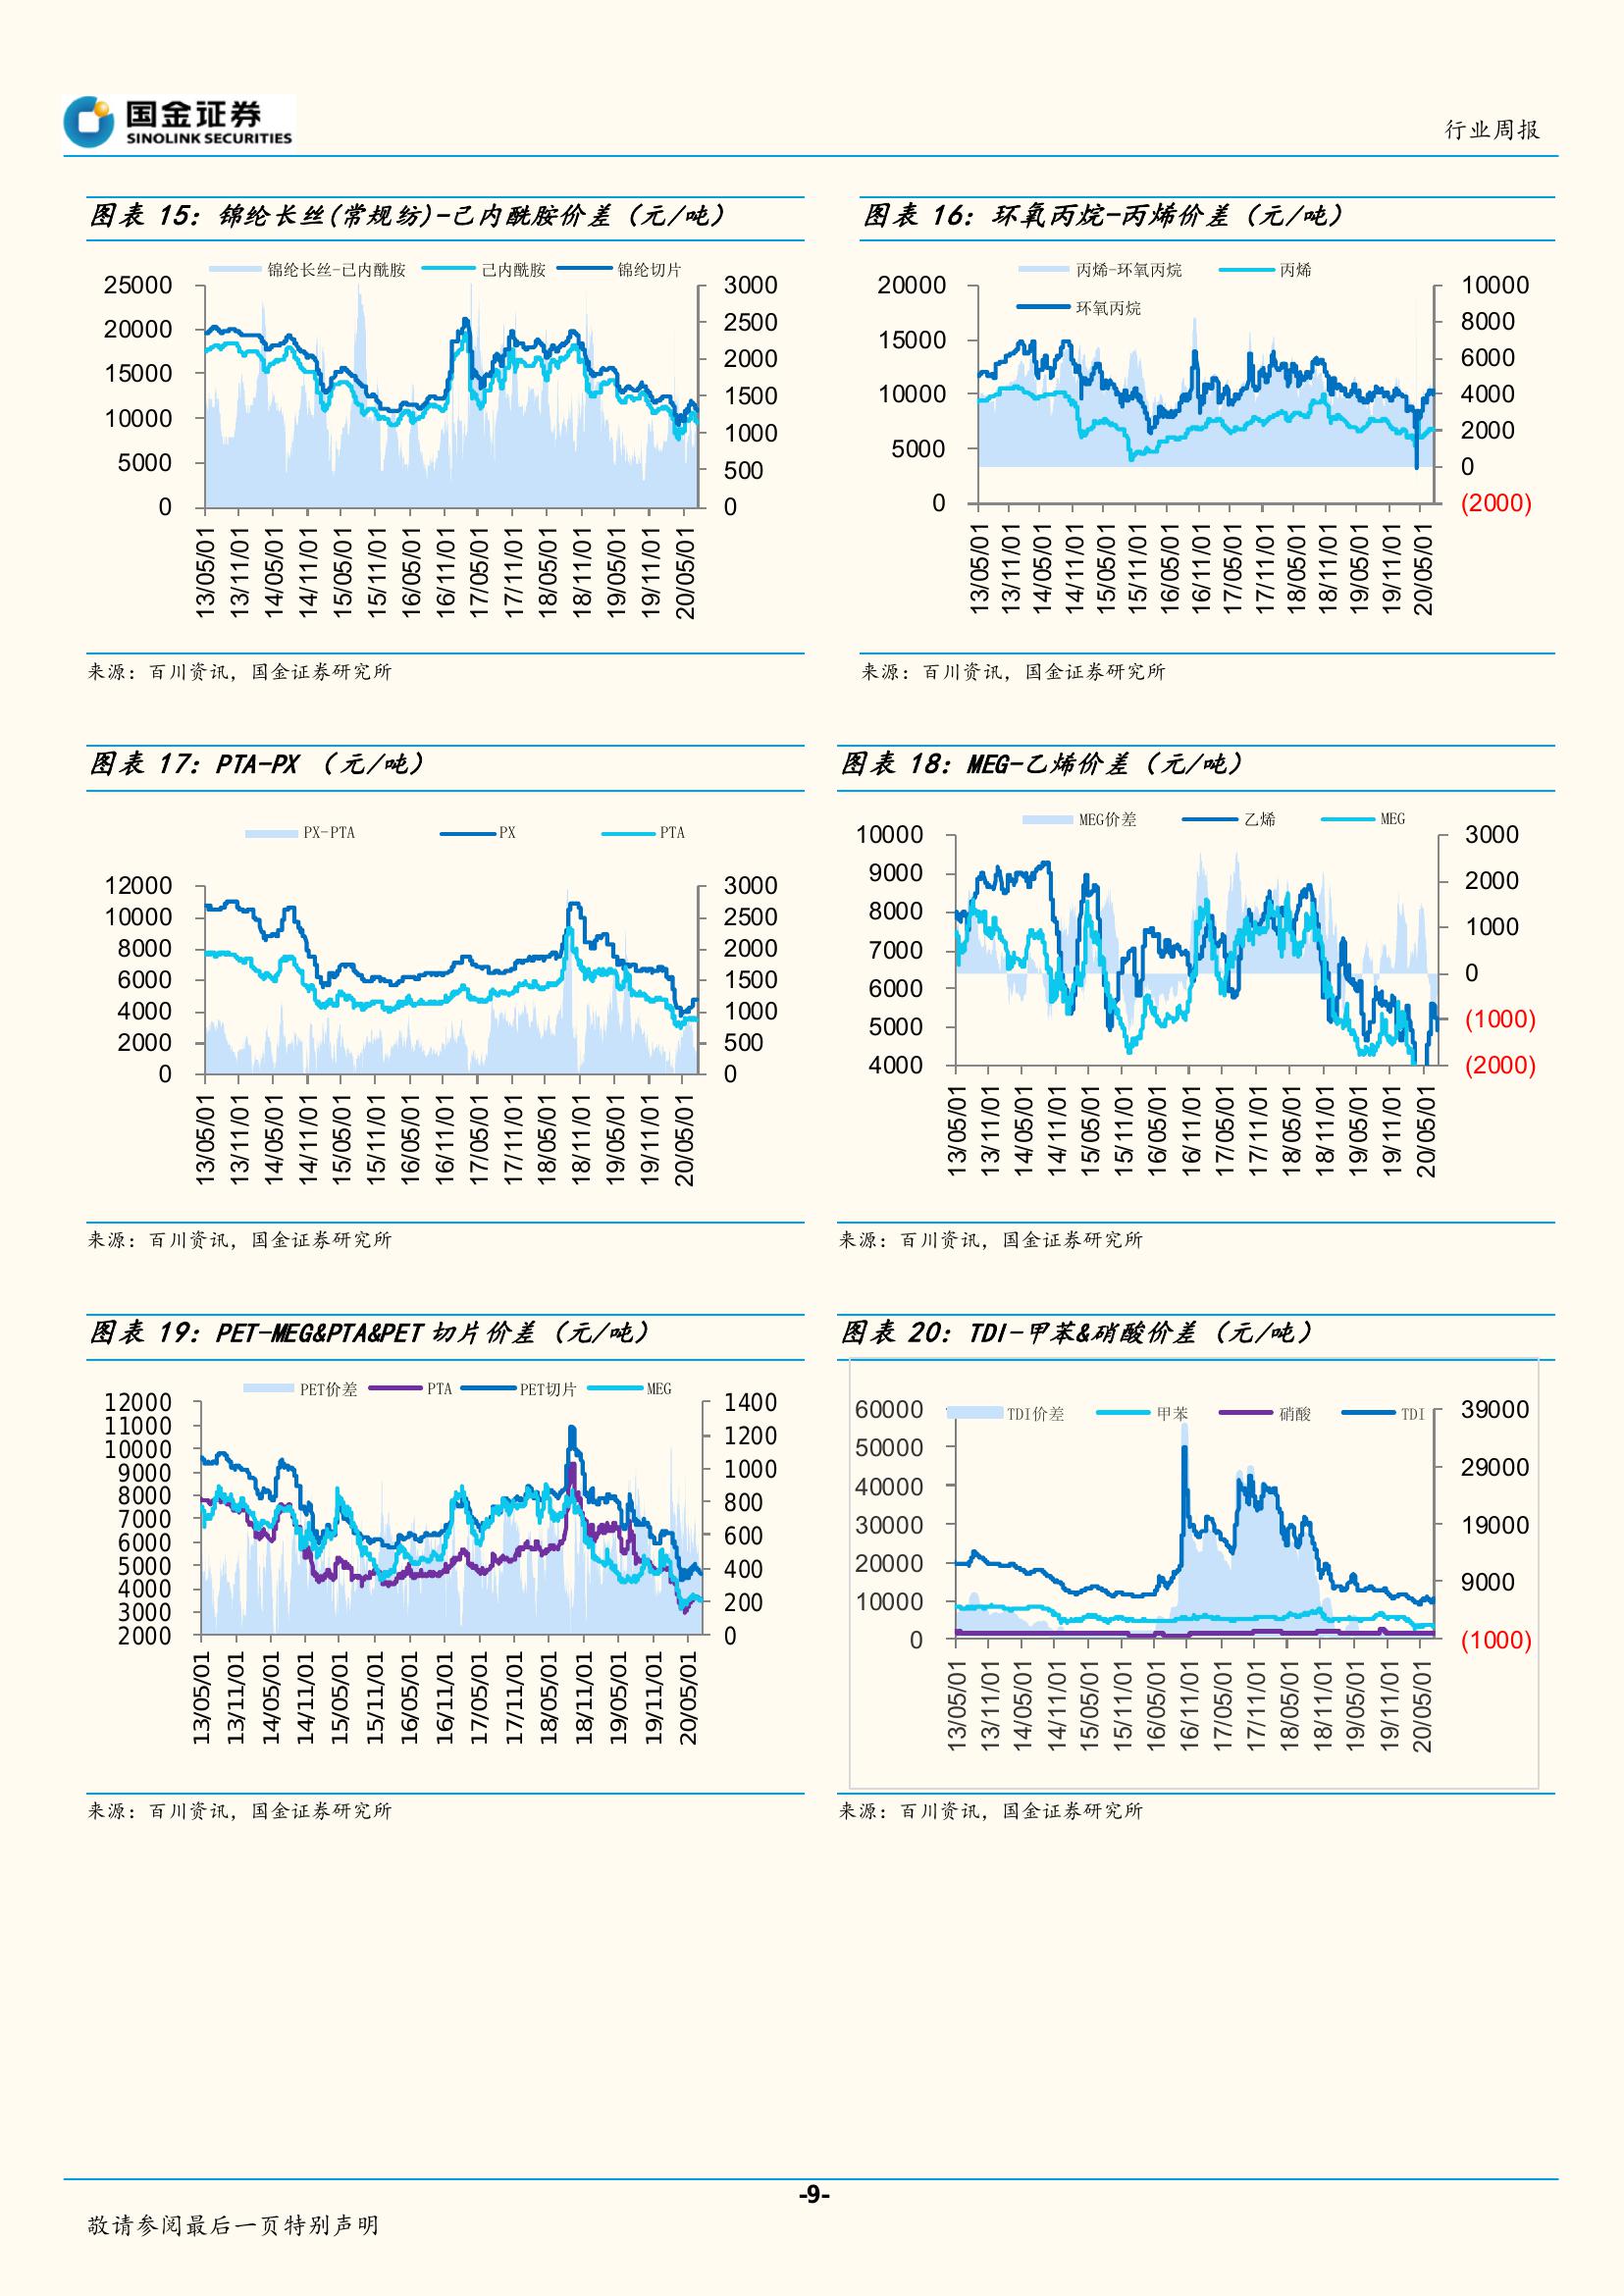 国金证券
SINOLINK SECURITIES
行业周报
图表 15：锦纶长丝(常规纺)-己内酰胺价差（元/吨）
锦纶长丝-己内酰胺 己内酰胺 锦纶切片
25000
20000
15000
10000
5000
0
3000
2500
2000
1500
1000
500
0
13/05/01 13/11/01 14/05/01 14/11/01 15/05/01 15/11/01 16/05/01 16/11/01 17/05/01 17/11/01 18/05/01 18/11/01 19/05/01 19/11/01 20/05/01
来源：百川资讯，国金证券研究所
图表 16：环氧丙烷-丙烯价差（元/吨）
丙烯-环氧丙烷 丙烯
环氧丙烷
20000
15000
10000
5000
0
10000
8000
6000
4000
2000
0
(2000)
13/05/01 13/11/01 14/05/01 14/11/01 15/05/01 15/11/01 16/05/01 16/11/01 17/05/01 17/11/01 18/05/01 18/11/01 19/05/01 19/11/01 20/05/01
来源：百川资讯，国金证券研究所
图表 17：PTA-PX （元/吨）
PX-PTA PX PTA
12000
10000
8000
6000
4000
2000
0
3000
2500
2000
1500
1000
500
0
13/05/01 13/11/01 14/05/01 14/11/01 15/05/01 15/11/01 16/05/01 16/11/01 17/05/01 17/11/01 18/05/01 18/11/01 19/05/01 19/11/01 20/05/01
来源：百川资讯，国金证券研究所
图表 18：MEG-乙烯价差（元/吨）
MEG价差 乙烯 MEG
10000
9000
8000
7000
6000
5000
4000
3000
2000
1000
0
(1000)
(2000)
13/05/01 13/11/01 14/05/01 14/11/01 15/05/01 15/11/01 16/05/01 16/11/01 17/05/01 17/11/01 18/05/01 18/11/01 19/05/01 19/11/01 20/05/01
来源：百川资讯，国金证券研究所
图表 19：PET-MEG&PTA&PET 切片价差（元/吨）
PET价差 PTA PET切片 MEG
12000
11000
10000
9000
8000
7000
6000
5000
4000
3000
2000
1400
1200
1000
800
600
400
200
0
13/05/01 13/11/01 14/05/01 14/11/01 15/05/01 15/11/01 16/05/01 16/11/01 17/05/01 17/11/01 18/05/01 18/11/01 19/05/01 19/11/01 20/05/01
来源：百川资讯，国金证券研究所
图表 20：TDI-甲苯&硝酸价差（元/吨）
TDI价差 甲苯 硝酸 TDI
60000
50000
40000
30000
20000
10000
0
39000
29000
19000
9000
(1000)
13/05/01 13/11/01 14/05/01 14/11/01 15/05/01 15/11/01 16/05/01 16/11/01 17/05/01 17/11/01 18/05/01 18/11/01 19/05/01 19/11/01 20/05/01
来源：百川资讯，国金证券研究所
-9-
敬请参阅最后一页特别声明